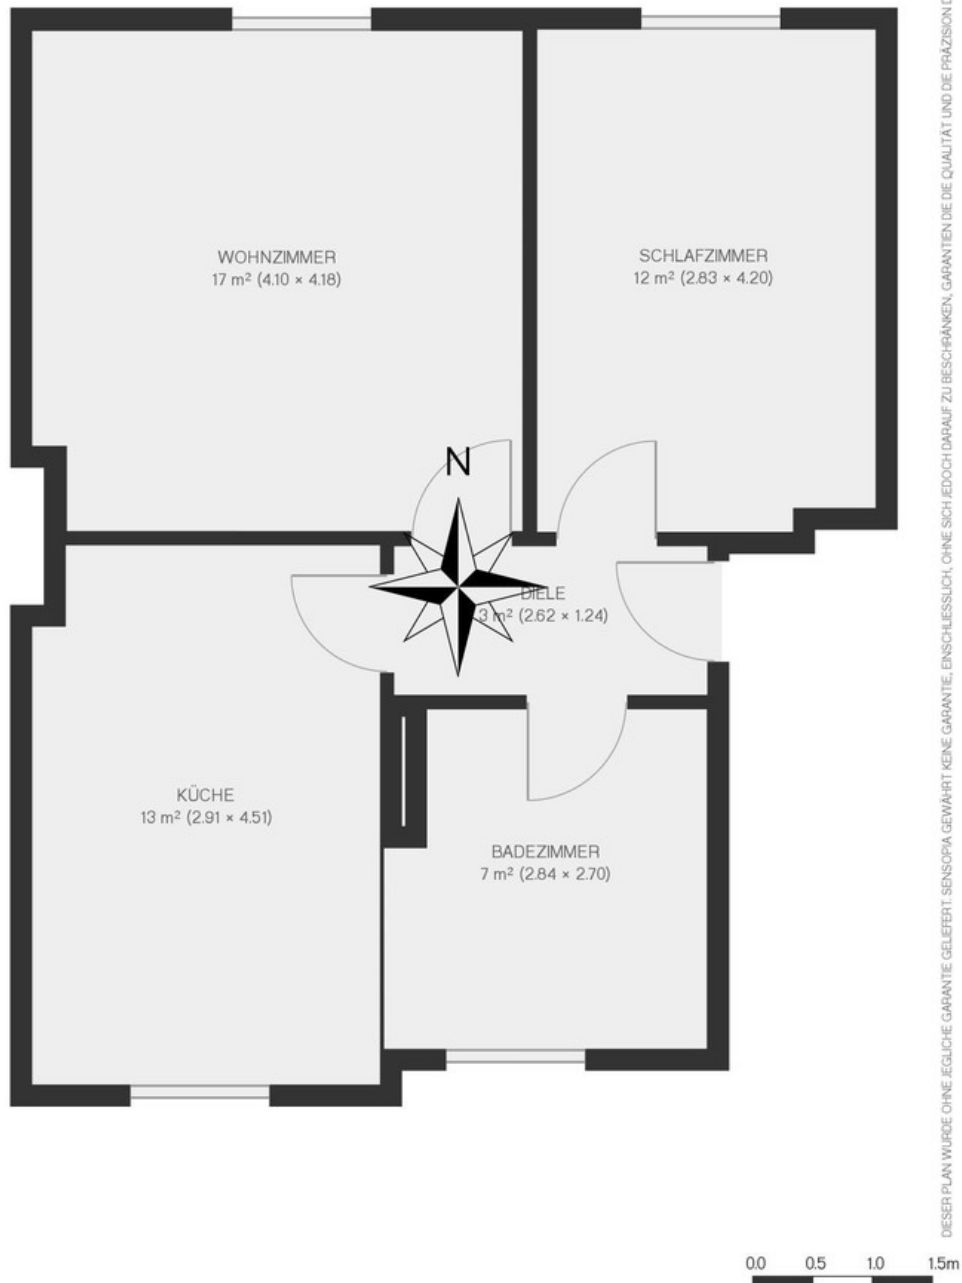 WOHNZIMMER
17 m² (4.10 × 4.18)
SCHLAFZIMMER
12 m² (2.83 × 4.20)
N
DIELE
3 m² (2.62 × 1.24)
KÜCHE
13 m² (2.91 × 4.51)
BADEZIMMER
7 m² (2.84 × 2.70)
DIESER PLAN WURDE OHNE JEGLICHE GARANTIE GELIEFERT. SENSOPIA GEWÄHRT KEINE GARANTIE, EINSCHLIESSLICH, OHNE SICH JEDOCH DARAUF ZU BESCHRÄNKEN, GARANTIEN DIE DIE QUALITÄT UND DIE PRÄZISION D
0.0 0.5 1.0 1.5m